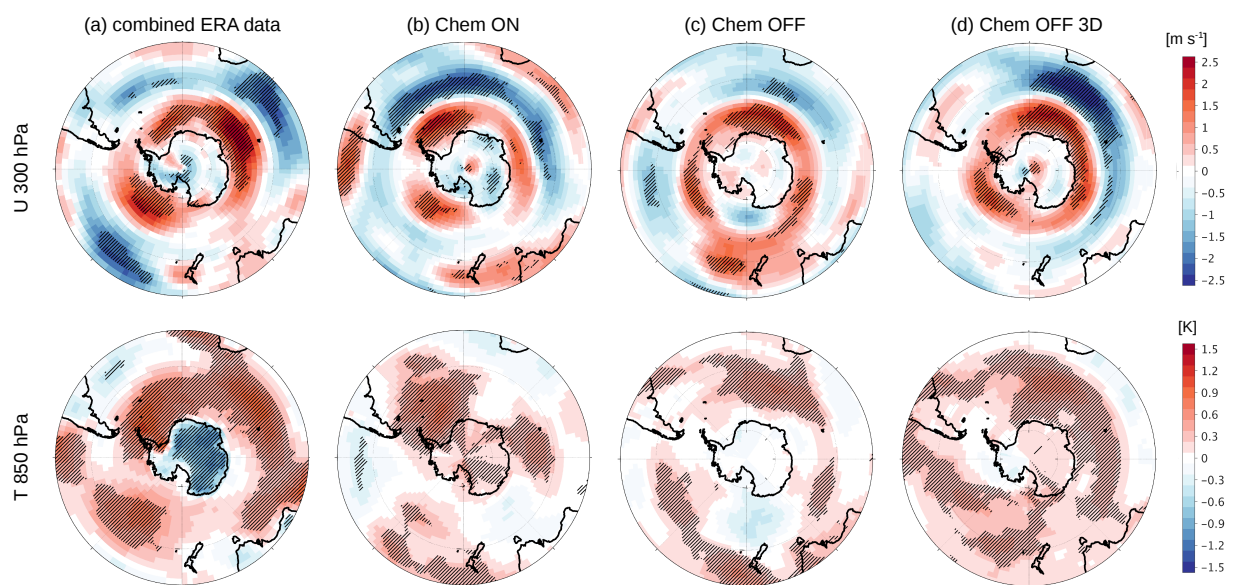 (a) combined ERA data
(b) Chem ON
(c) Chem OFF
(d) Chem OFF 3D
[m s⁻¹]
U 300 hPa
2.5
2
1.5
1
0.5
0
−0.5
−1
−1.5
−2
−2.5
T 850 hPa
[K]
1.5
1.2
0.9
0.6
0.3
0
−0.3
−0.6
−0.9
−1.2
−1.5